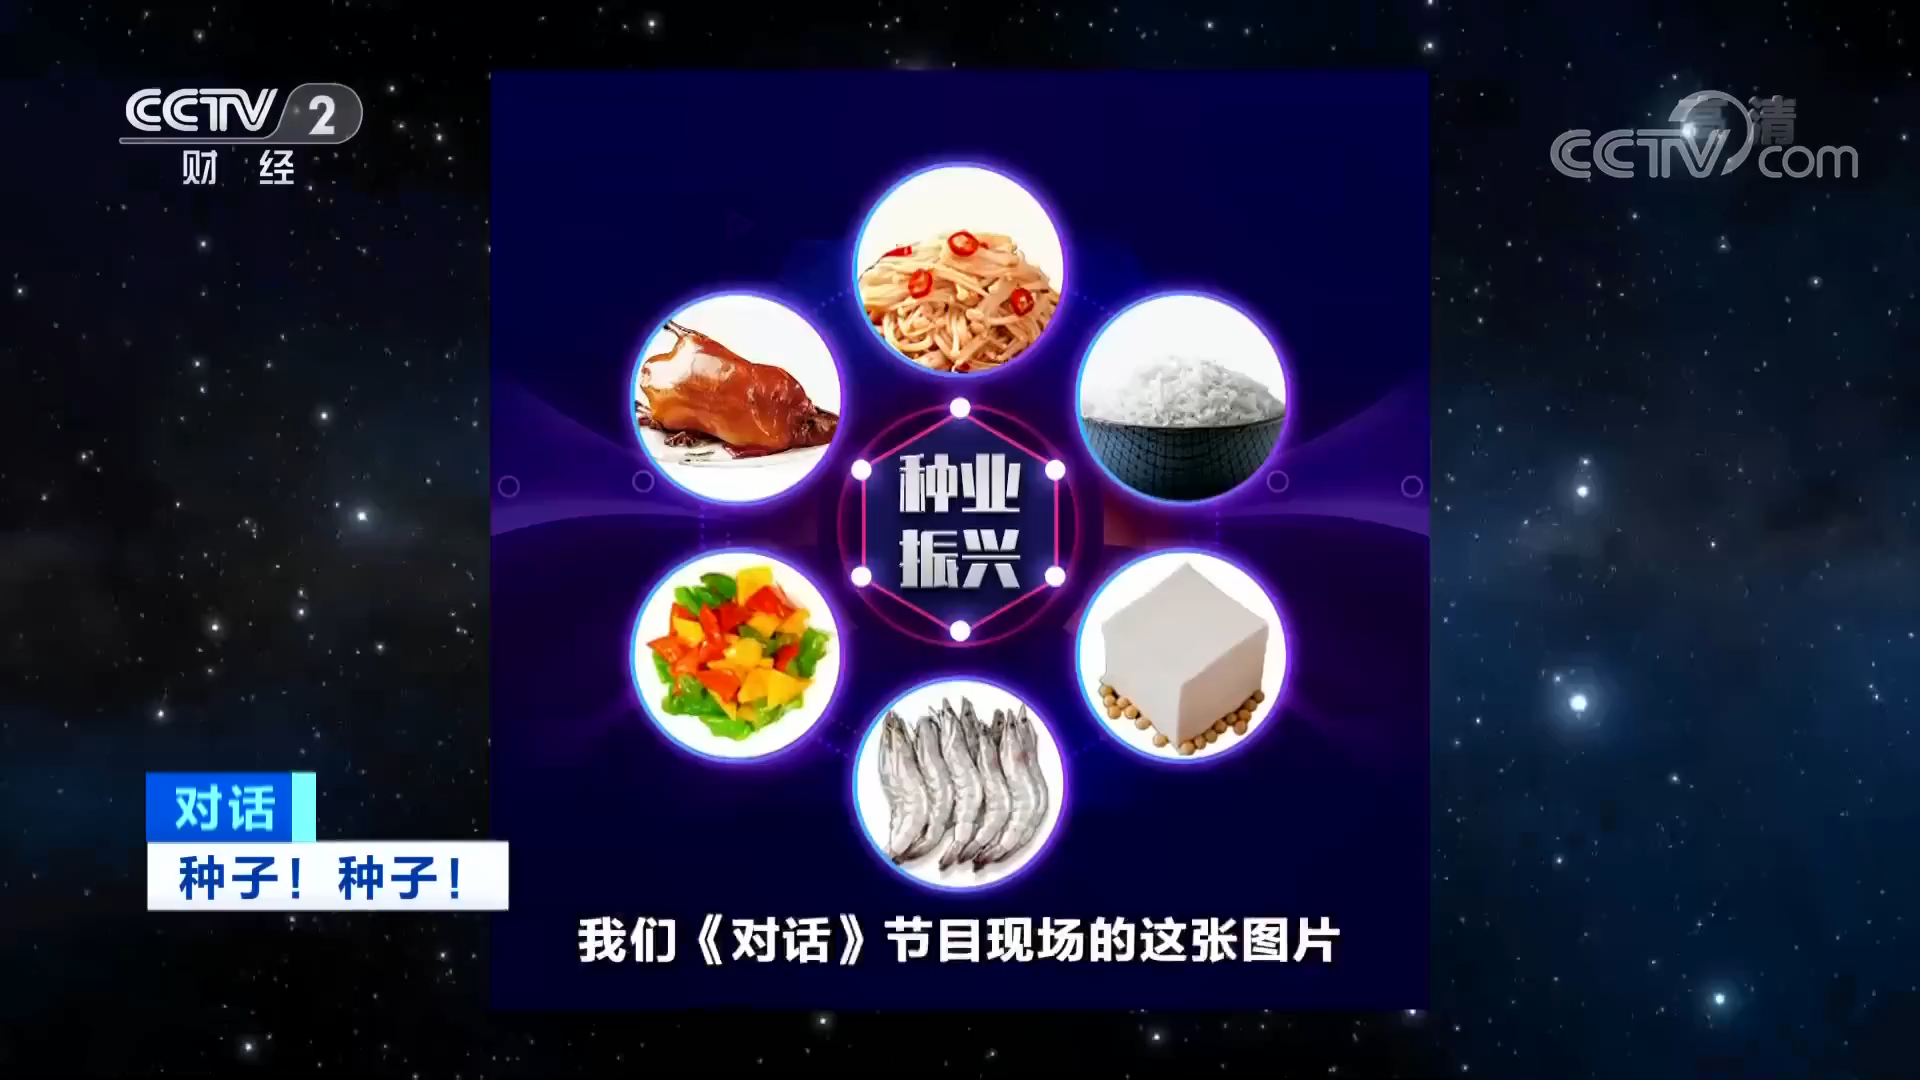 CCTV 2
财 经
高清
CCTV com
种业
振兴
对话
种子！种子！
我们《对话》节目现场的这张图片